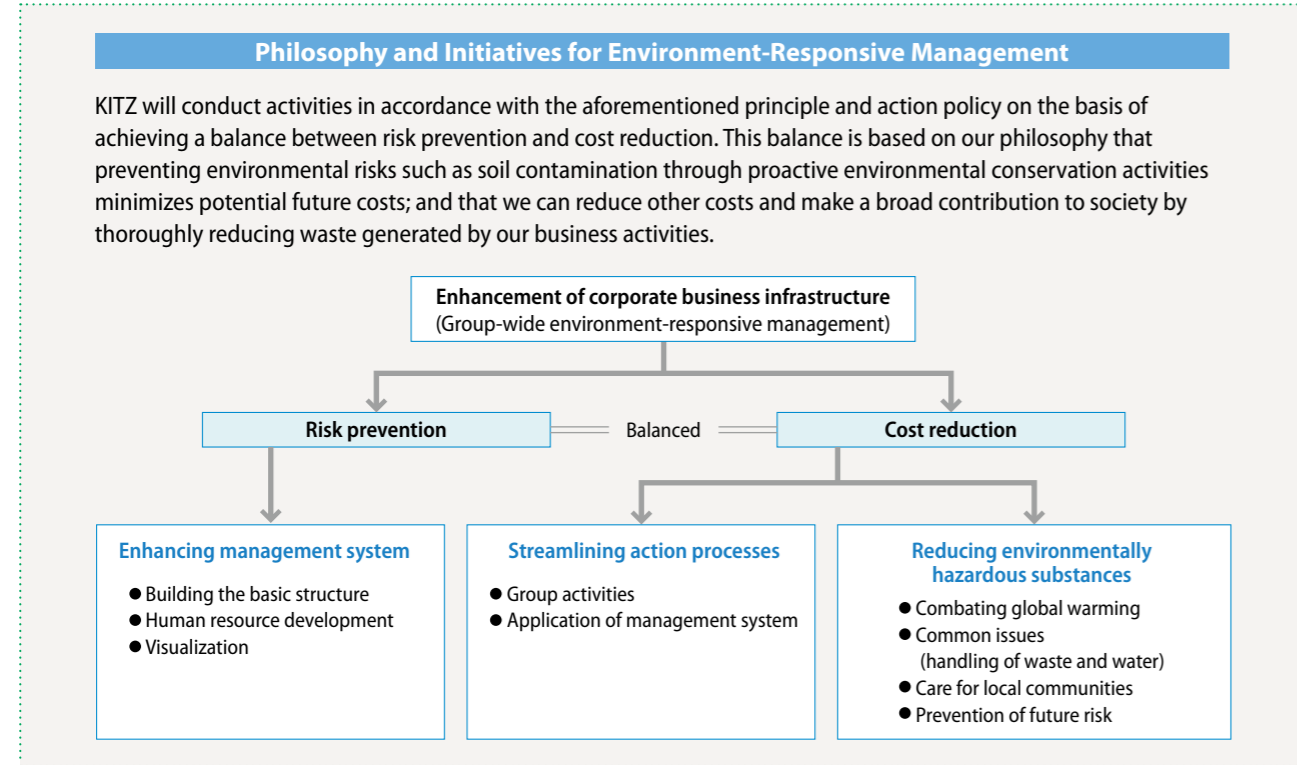 Philosophy and Initiatives for Environment-Responsive Management
KITZ will conduct activities in accordance with the aforementioned principle and action policy on the basis of
achieving a balance between risk prevention and cost reduction. This balance is based on our philosophy that
preventing environmental risks such as soil contamination through proactive environmental conservation activities
minimizes potential future costs; and that we can reduce other costs and make a broad contribution to society by
thoroughly reducing waste generated by our business activities.
Enhancement of corporate business infrastructure
(Group-wide environment-responsive management)
Risk prevention
Balanced
Cost reduction
Enhancing management system
● Building the basic structure
● Human resource development
● Visualization
Streamlining action processes
● Group activities
● Application of management system
Reducing environmentally
hazardous substances
● Combating global warming
● Common issues
(handling of waste and water)
● Care for local communities
● Prevention of future risk